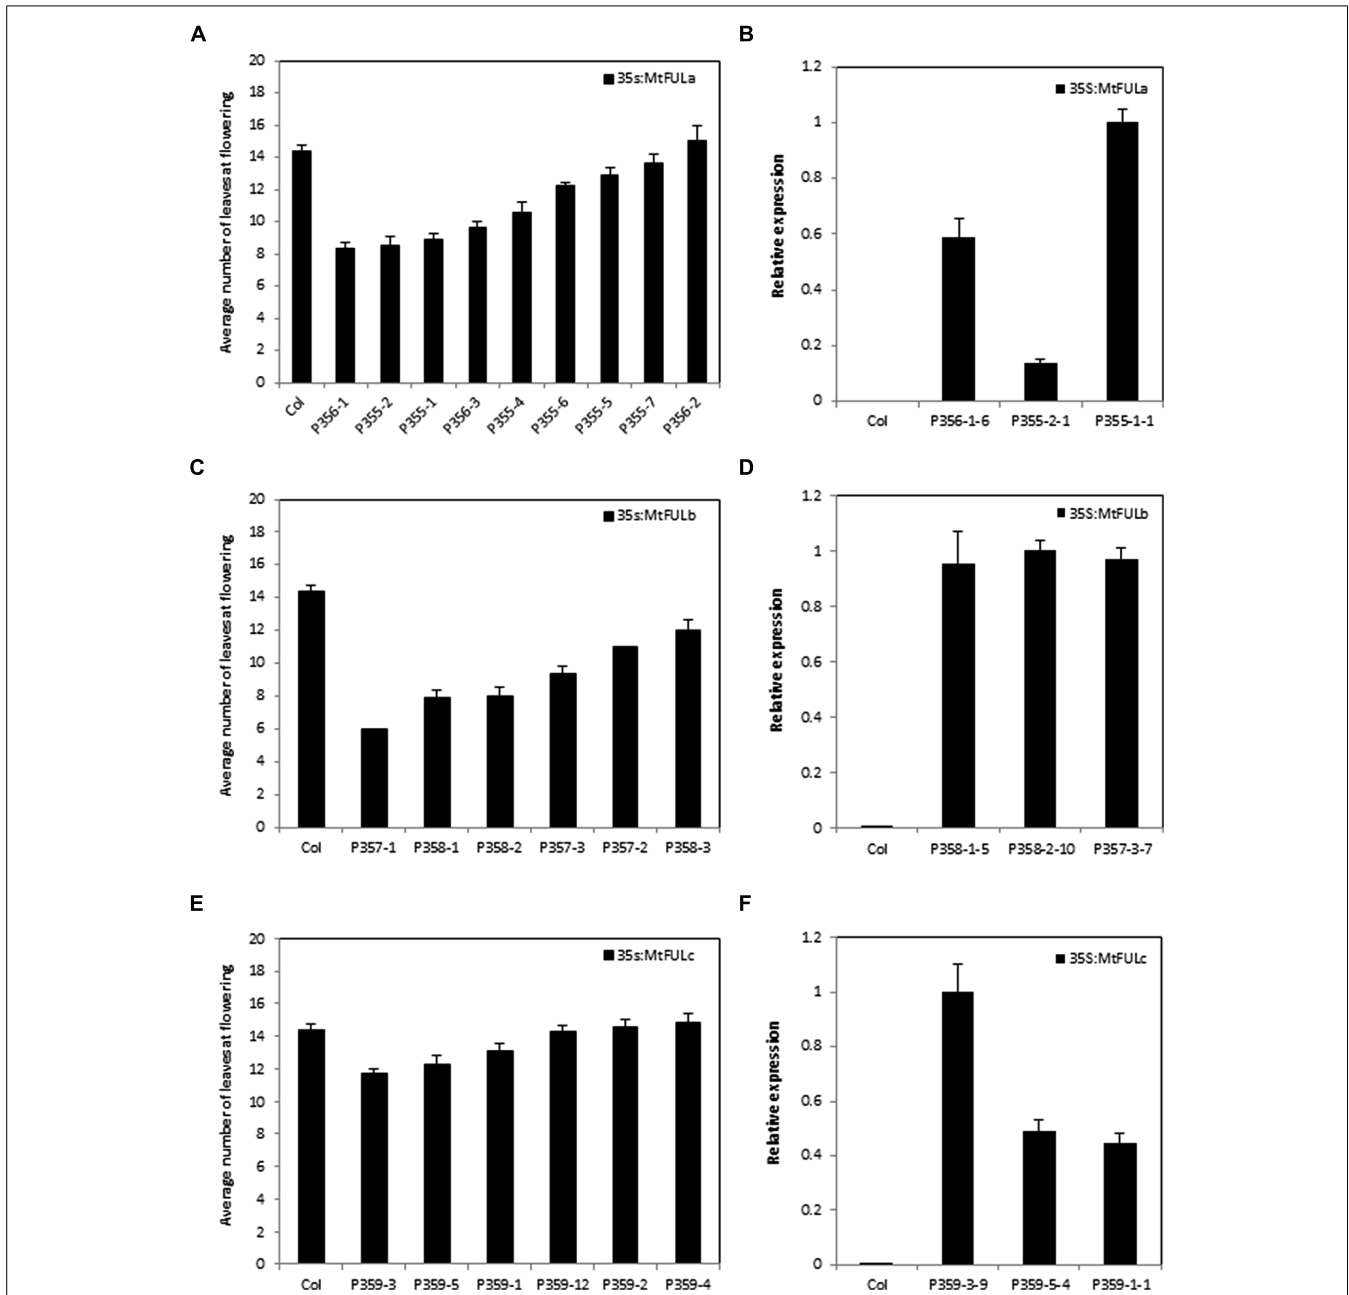 A
Average number of leaves at flowering
20
18
16
14
12
10
8
6
4
2
0
35s:MtFULa
Col
P356-1
P355-2
P355-1
P356-3
P355-4
P355-6
P355-5
P355-7
P356-2
B
Relative expression
1.2
1
0.8
0.6
0.4
0.2
0
35S:MtFULa
Col
P356-1-6
P355-2-1
P355-1-1
C
Average number of leaves at flowering
20
18
16
14
12
10
8
6
4
2
0
35s:MtFULb
Col
P357-1
P358-1
P358-2
P357-3
P357-2
P358-3
D
Relative expression
1.2
1
0.8
0.6
0.4
0.2
0
35S:MtFULb
Col
P358-1-5
P358-2-10
P357-3-7
E
Average number of leaves at flowering
20
18
16
14
12
10
8
6
4
2
0
35s:MtFULc
Col
P359-3
P359-5
P359-1
P359-12
P359-2
P359-4
F
Relative expression
1.2
1
0.8
0.6
0.4
0.2
0
35S:MtFULc
Col
P359-3-9
P359-5-4
P359-1-1